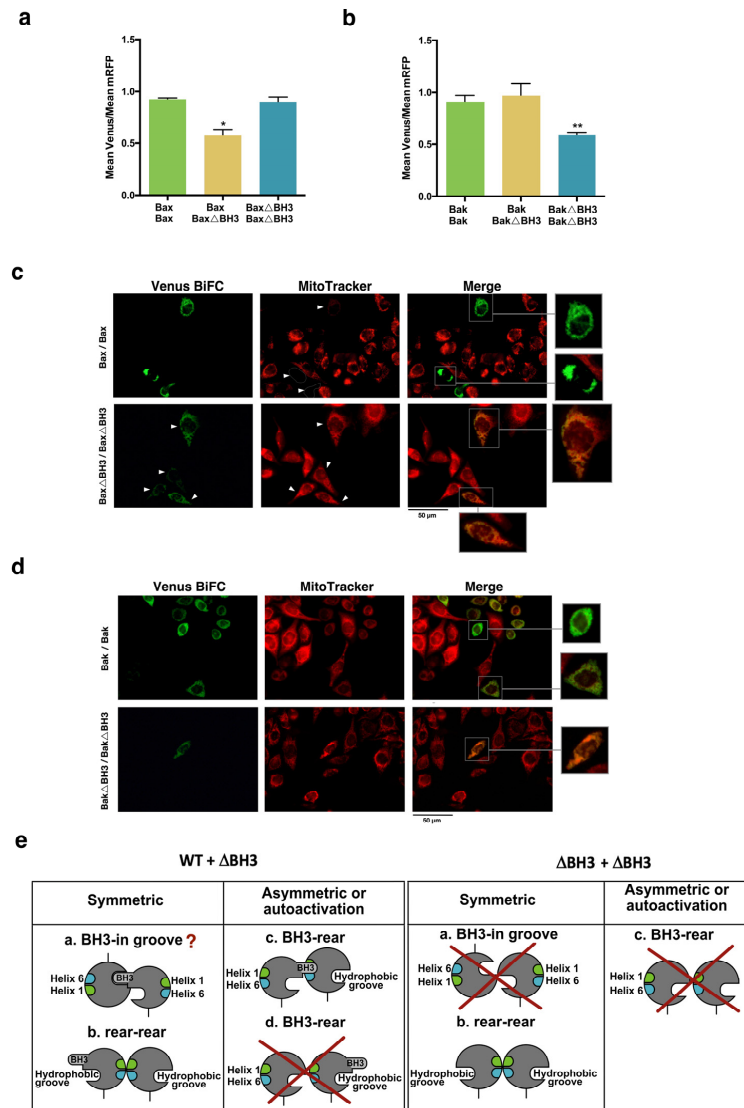 a
b
Mean Venus/Mean mRFP
1.5
1.0
0.5
0.0
*
Bax
Bax
Bax
Bax△BH3
Bax△BH3
Bax△BH3
Mean Venus/Mean mRFP
1.5
1.0
0.5
0.0
**
Bak
Bak
Bak
Bak△BH3
Bak△BH3
Bak△BH3
c
Venus BiFC
MitoTracker
Merge
Bax / Bax
Bax△BH3 / Bax△BH3
50 µm
d
Venus BiFC
MitoTracker
Merge
Bak / Bak
Bak△BH3 / Bak△BH3
50 µm
e
WT + ΔBH3
ΔBH3 + ΔBH3
Symmetric
Asymmetric or
autoactivation
Symmetric
Asymmetric or
autoactivation
a. BH3-in groove ?
Helix 6
Helix 1
BH3
Helix 1
Helix 6
b. rear-rear
BH3
Hydrophobic
groove
Hydrophobic
groove
c. BH3-rear
Helix 1
Helix 6
BH3
Hydrophobic
groove
d. BH3-rear
Helix 1
Helix 6
BH3
Hydrophobic
groove
a. BH3-in groove
Helix 6
Helix 1
Helix 1
Helix 6
b. rear-rear
Hydrophobic
groove
Hydrophobic
groove
c. BH3-rear
Helix 1
Helix 6
Hydrophobic
groove